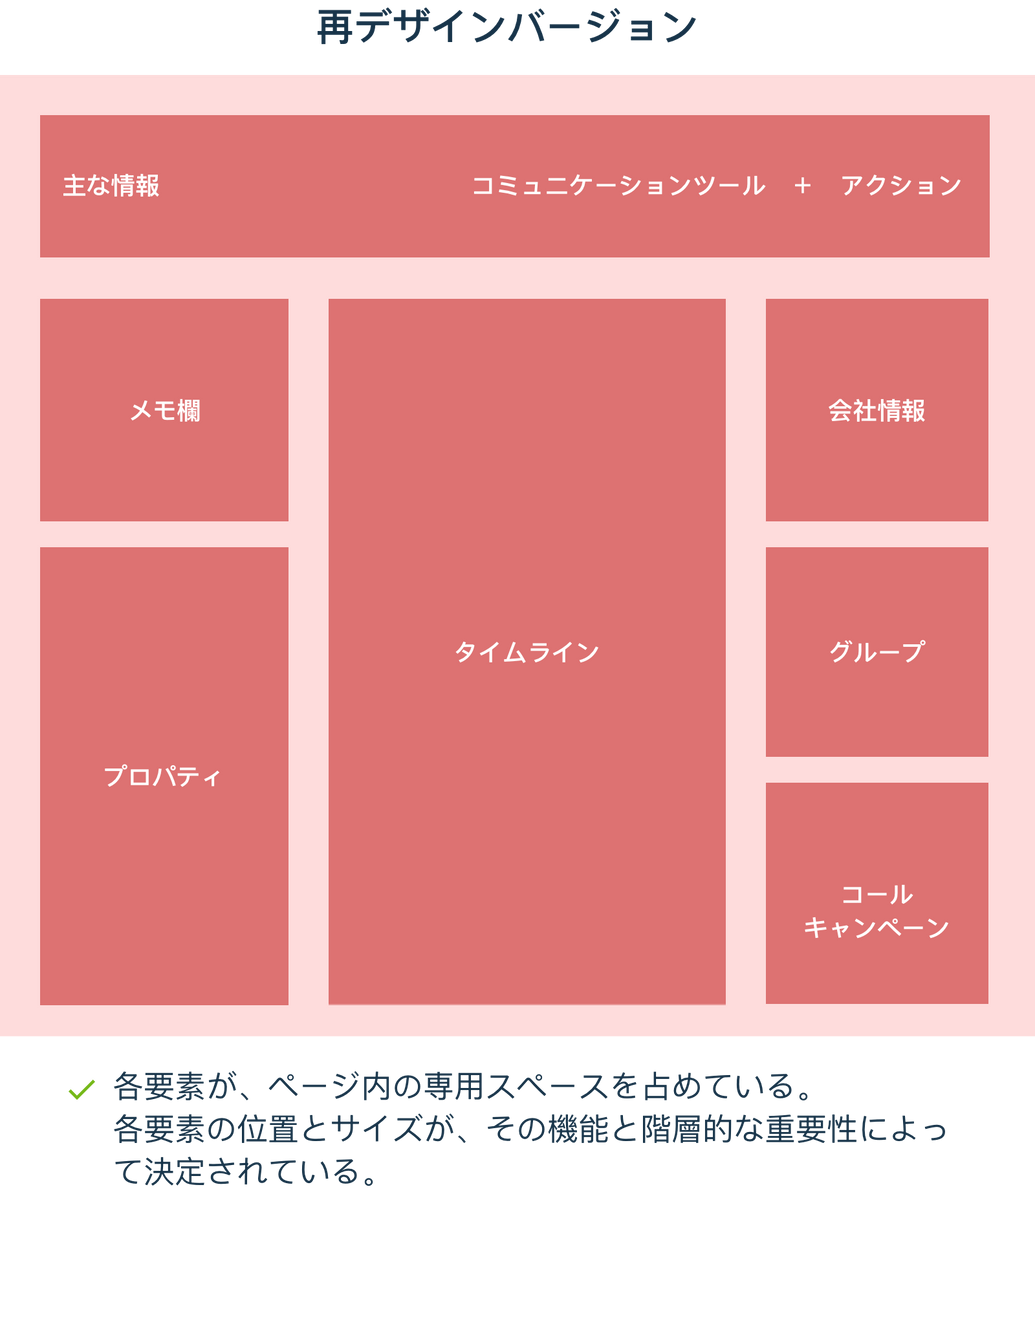 再デザインバージョン
主な情報
コミュニケーションツール + アクション
メモ欄
タイムライン
会社情報
プロパティ
グループ
コール
キャンペーン
各要素が、ページ内の専用スペースを占めている。
各要素の位置とサイズが、その機能と階層的な重要性によっ
て決定されている。